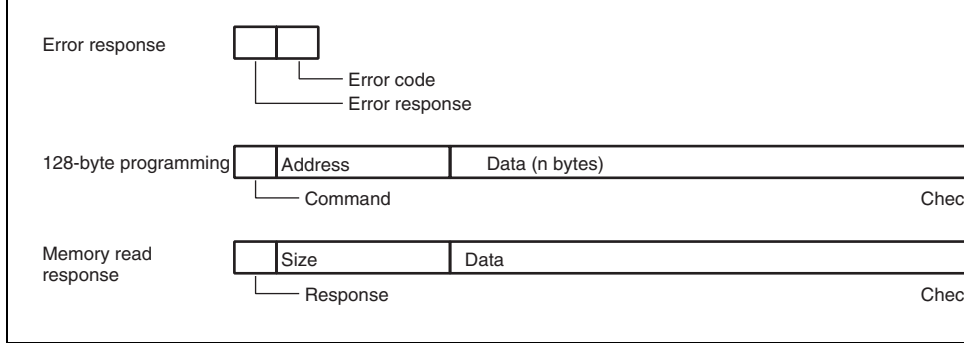 Error response
Error code
Error response
128-byte programming
Address
Data (n bytes)
Command
Chec
Memory read
response
Size
Data
Response
Chec